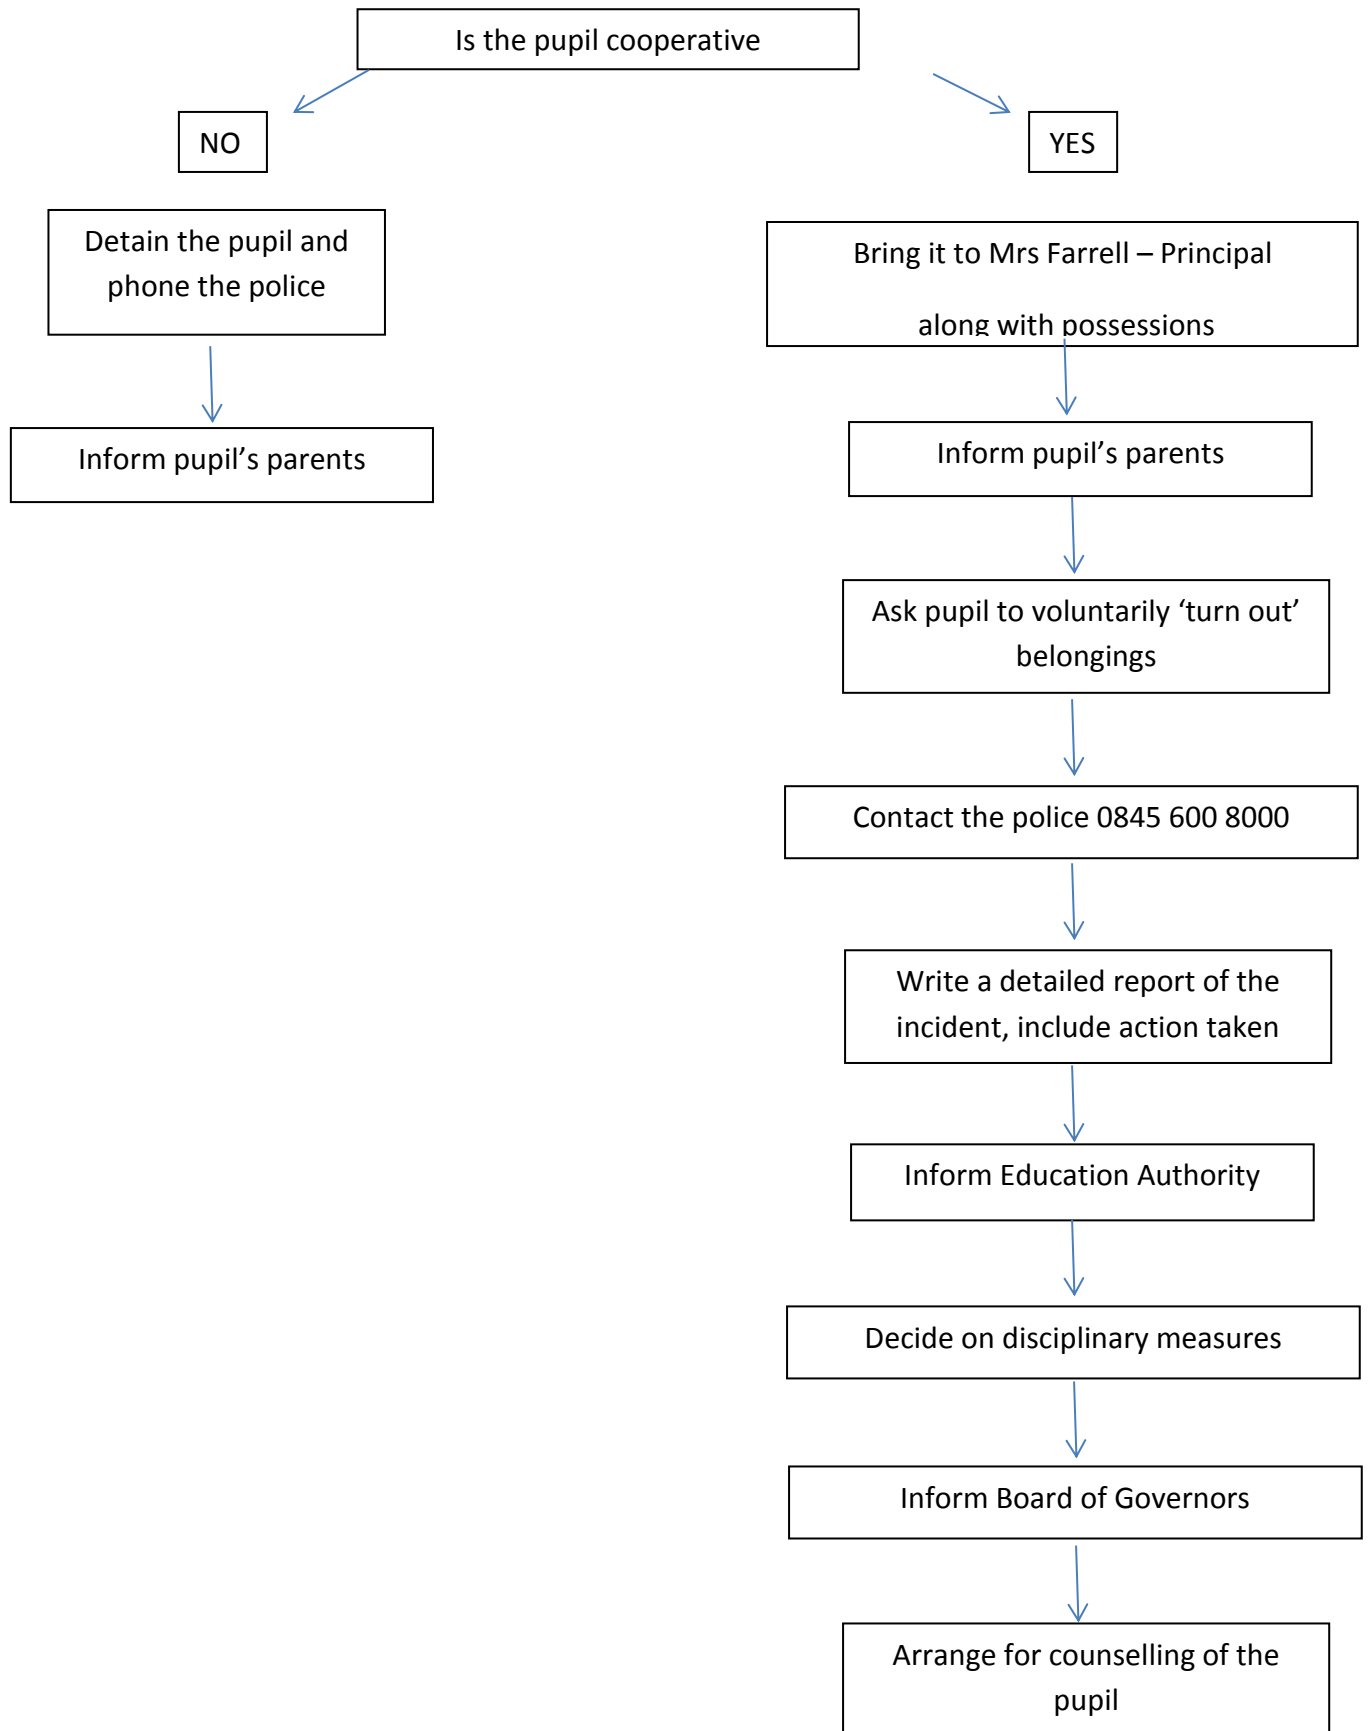 Is the pupil cooperative
NO
YES
Detain the pupil and
phone the police
Bring it to Mrs Farrell – Principal
along with possessions
Inform pupil’s parents
Inform pupil’s parents
Ask pupil to voluntarily ‘turn out’
belongings
Contact the police 0845 600 8000
Write a detailed report of the
incident, include action taken
Inform Education Authority
Decide on disciplinary measures
Inform Board of Governors
Arrange for counselling of the
pupil